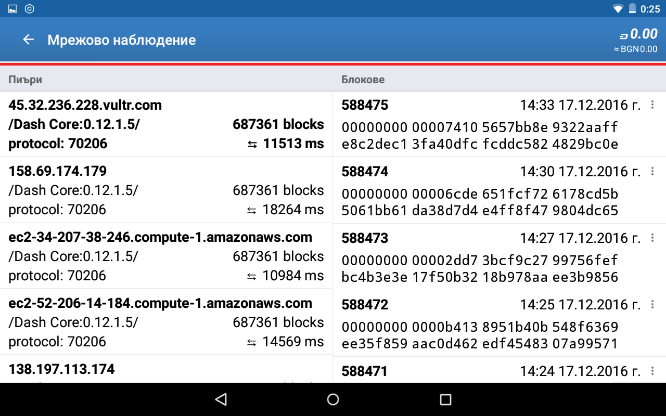 0:25
Мрежово наблюдение
0.00
≈ BGN 0.00
Пиъри
45.32.236.228.vultr.com
/Dash Core:0.12.1.5/ 687361 blocks
protocol: 70206 ⇆ 11513 ms
158.69.174.179
/Dash Core:0.12.1.5/ 687361 blocks
protocol: 70206 ⇆ 18264 ms
ec2-34-207-38-246.compute-1.amazonaws.com
/Dash Core:0.12.1.5/ 687361 blocks
protocol: 70206 ⇆ 10984 ms
ec2-52-206-14-184.compute-1.amazonaws.com
/Dash Core:0.12.1.5/ 687361 blocks
protocol: 70206 ⇆ 14569 ms
138.197.113.174
Блокове
588475 14:33 17.12.2016 г.
00000000 00007410 5657bb8e 9322aaff
e8c2dec1 3fa40dfc fcddc582 4829bc0e
588474 14:30 17.12.2016 г.
00000000 00006cde 651fcf72 6178cd5b
5061bb61 da38d7d4 e4ff8f47 9804dc65
588473 14:27 17.12.2016 г.
00000000 00002dd7 3bcf9c27 99756fef
bc4b3e3e 17f50b32 18b978aa ee3b9856
588472 14:25 17.12.2016 г.
00000000 0000b413 8951b40b 548f6369
ee35f859 aac0d462 edf45483 07a99571
588471 14:24 17.12.2016 г.